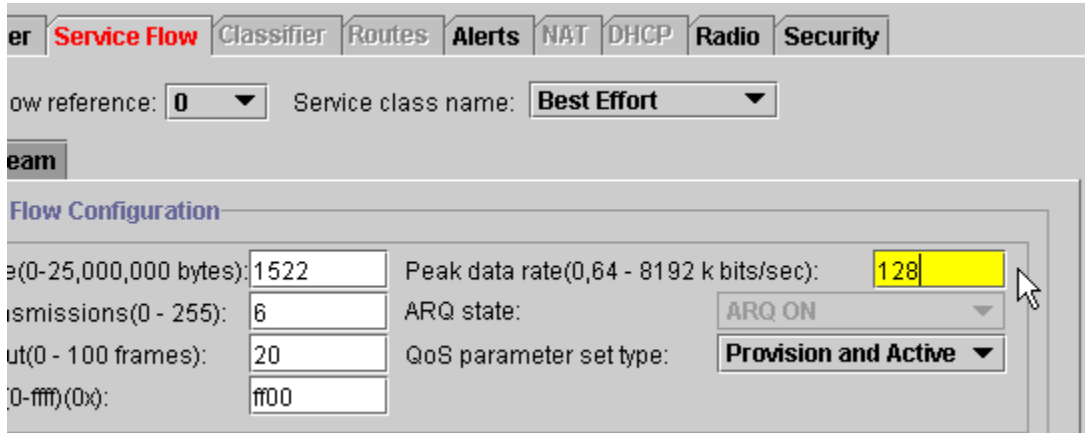 er Service Flow Classifier Routes Alerts NAT DHCP Radio Security
ow reference: 0 Service class name: Best Effort
eam
Flow Configuration
e(0-25,000,000 bytes): 1522 Peak data rate(0,64 - 8192 k bits/sec): 128
nsmissions(0 - 255): 6 ARQ state: ARQ ON
ut(0 - 100 frames): 20 QoS parameter set type: Provision and Active
(0-ffff)(0x): ff00